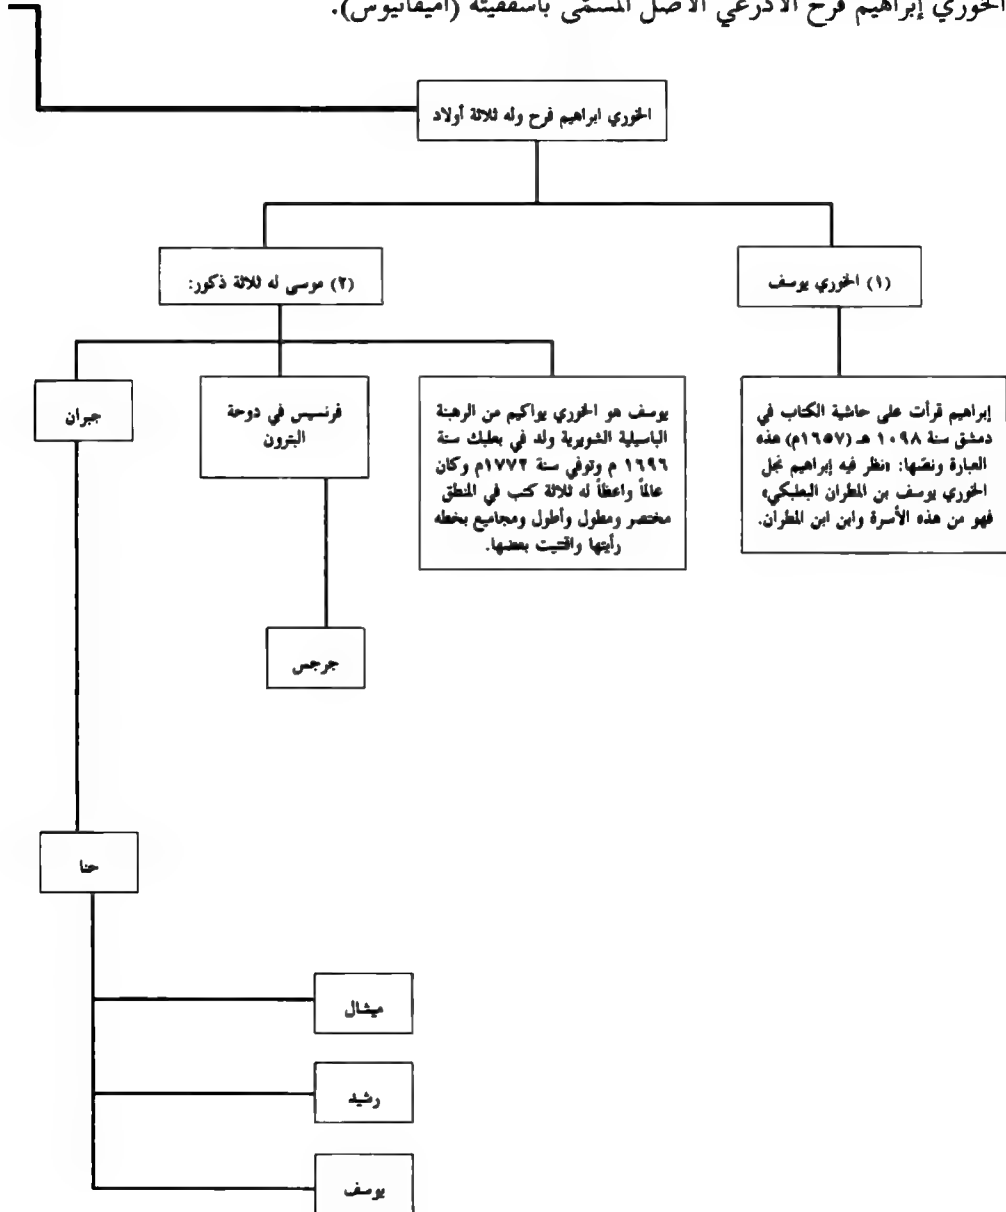 الخوري إبراهيم فرح الأذرعي الأصل المسمّى بأسقفيته (أميفانيوس).
الخوري ابراهيم فرح وله ثلاثة أولاد
(١) الخوري يوسف
(٢) موسى له ثلاثة ذكور:
إبراهيم قرأت على حاشية الكتاب في
دمشق سنة ١٠٩٨ هـ (١٦٥٧م) هذه
العبارة ونصّها: «نظر فيه إبراهيم نجل
الخوري يوسف بن المطران البعلبكي»
فهو من هذه الأسرة وابن ابن المطران.
يوسف هو الخوري يواكيم من الرهبنة
الباسيلية الشويرية ولد في بعلبك سنة
١٦٩٦ م وتوفي سنة ١٧٧٢م وكان
عالماً واعظاً له ثلاثة كتب في المنطق
مختصر ومطول وأطول ومجاميع بخطه
رأيتها واقتنيت بعضها.
فرنسيس في دوحة
البترون
جبران
جرجس
حنا
ميشال
رشيد
يوسف